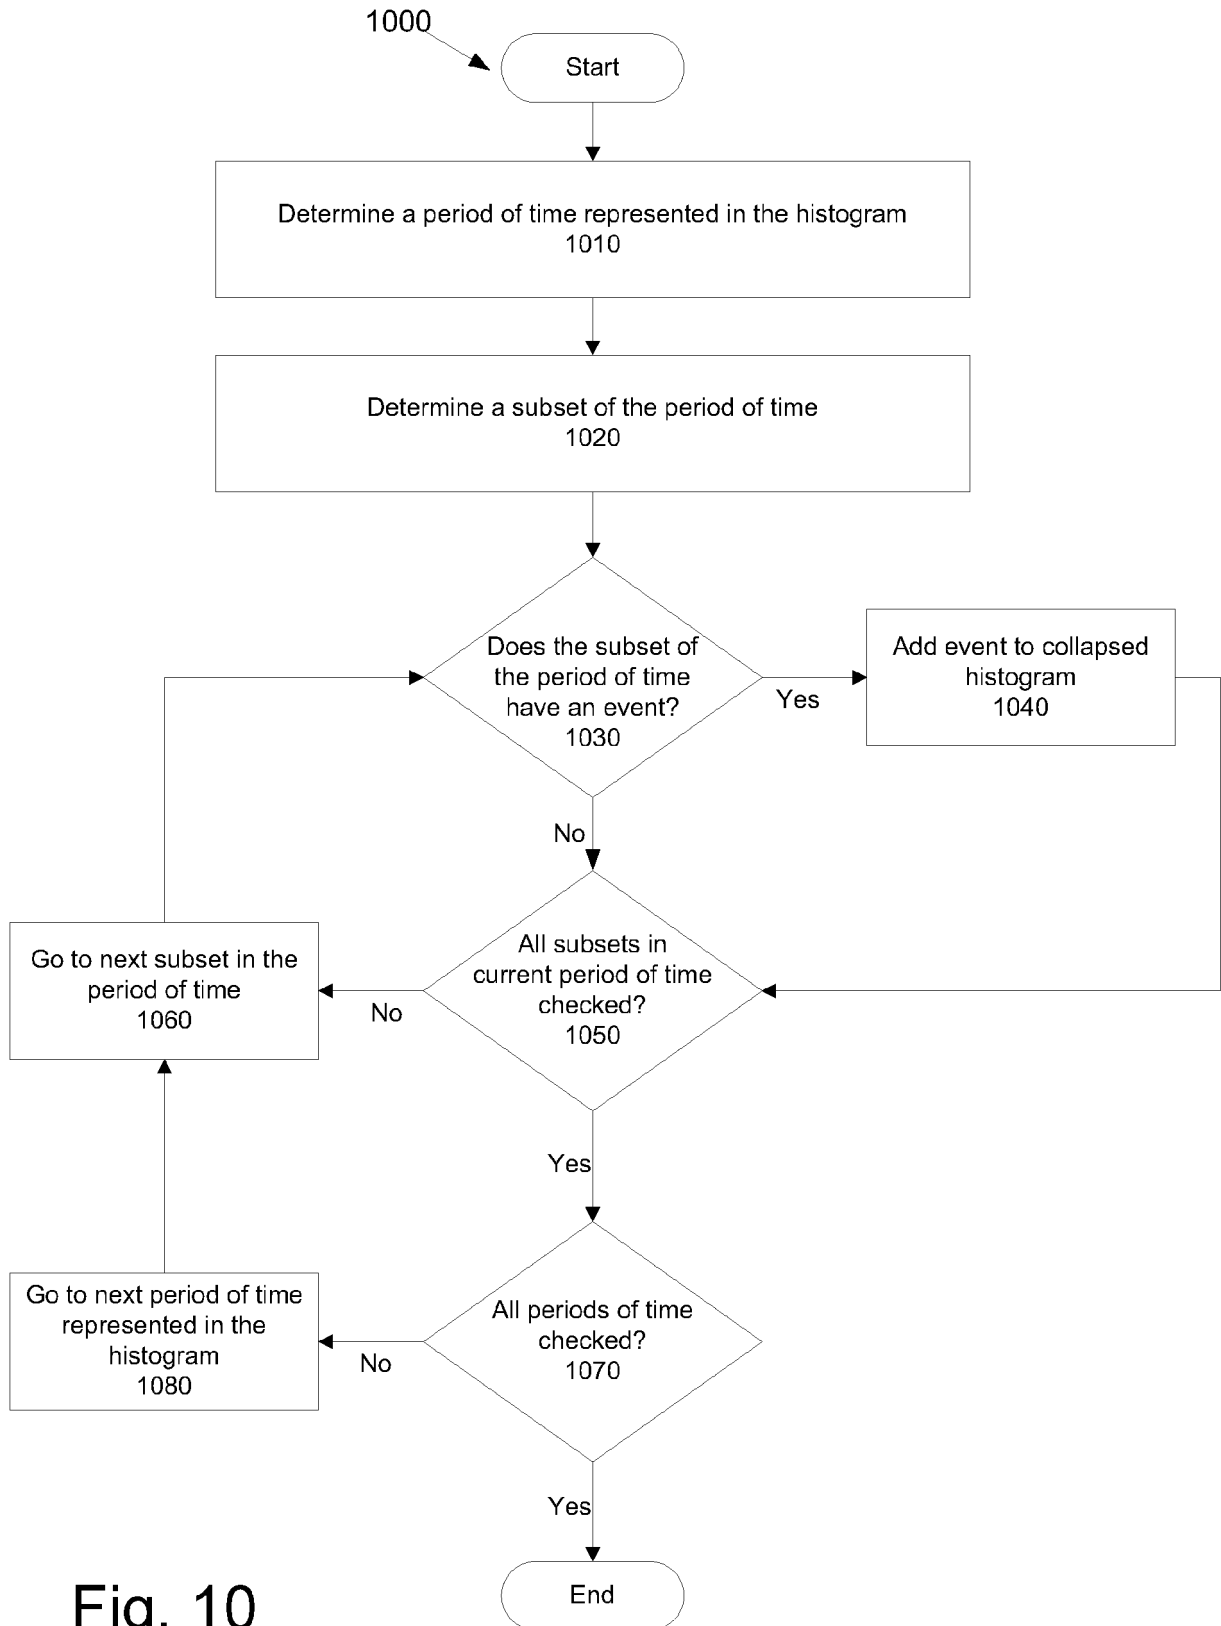 1000
Start
Determine a period of time represented in the histogram
1010
Determine a subset of the period of time
1020
Does the subset of
the period of time
have an event?
1030
Yes
Add event to collapsed
histogram
1040
No
All subsets in
current period of time
checked?
1050
No
Go to next subset in the
period of time
1060
Yes
All periods of time
checked?
1070
No
Go to next period of time
represented in the
histogram
1080
Yes
End
Fig. 10